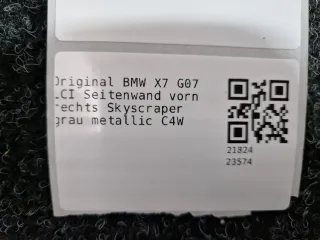 Original BMW X7 G07
LCI Seitenwand vorn
rechts Skyscraper
grau metallic C4W
21824
23574